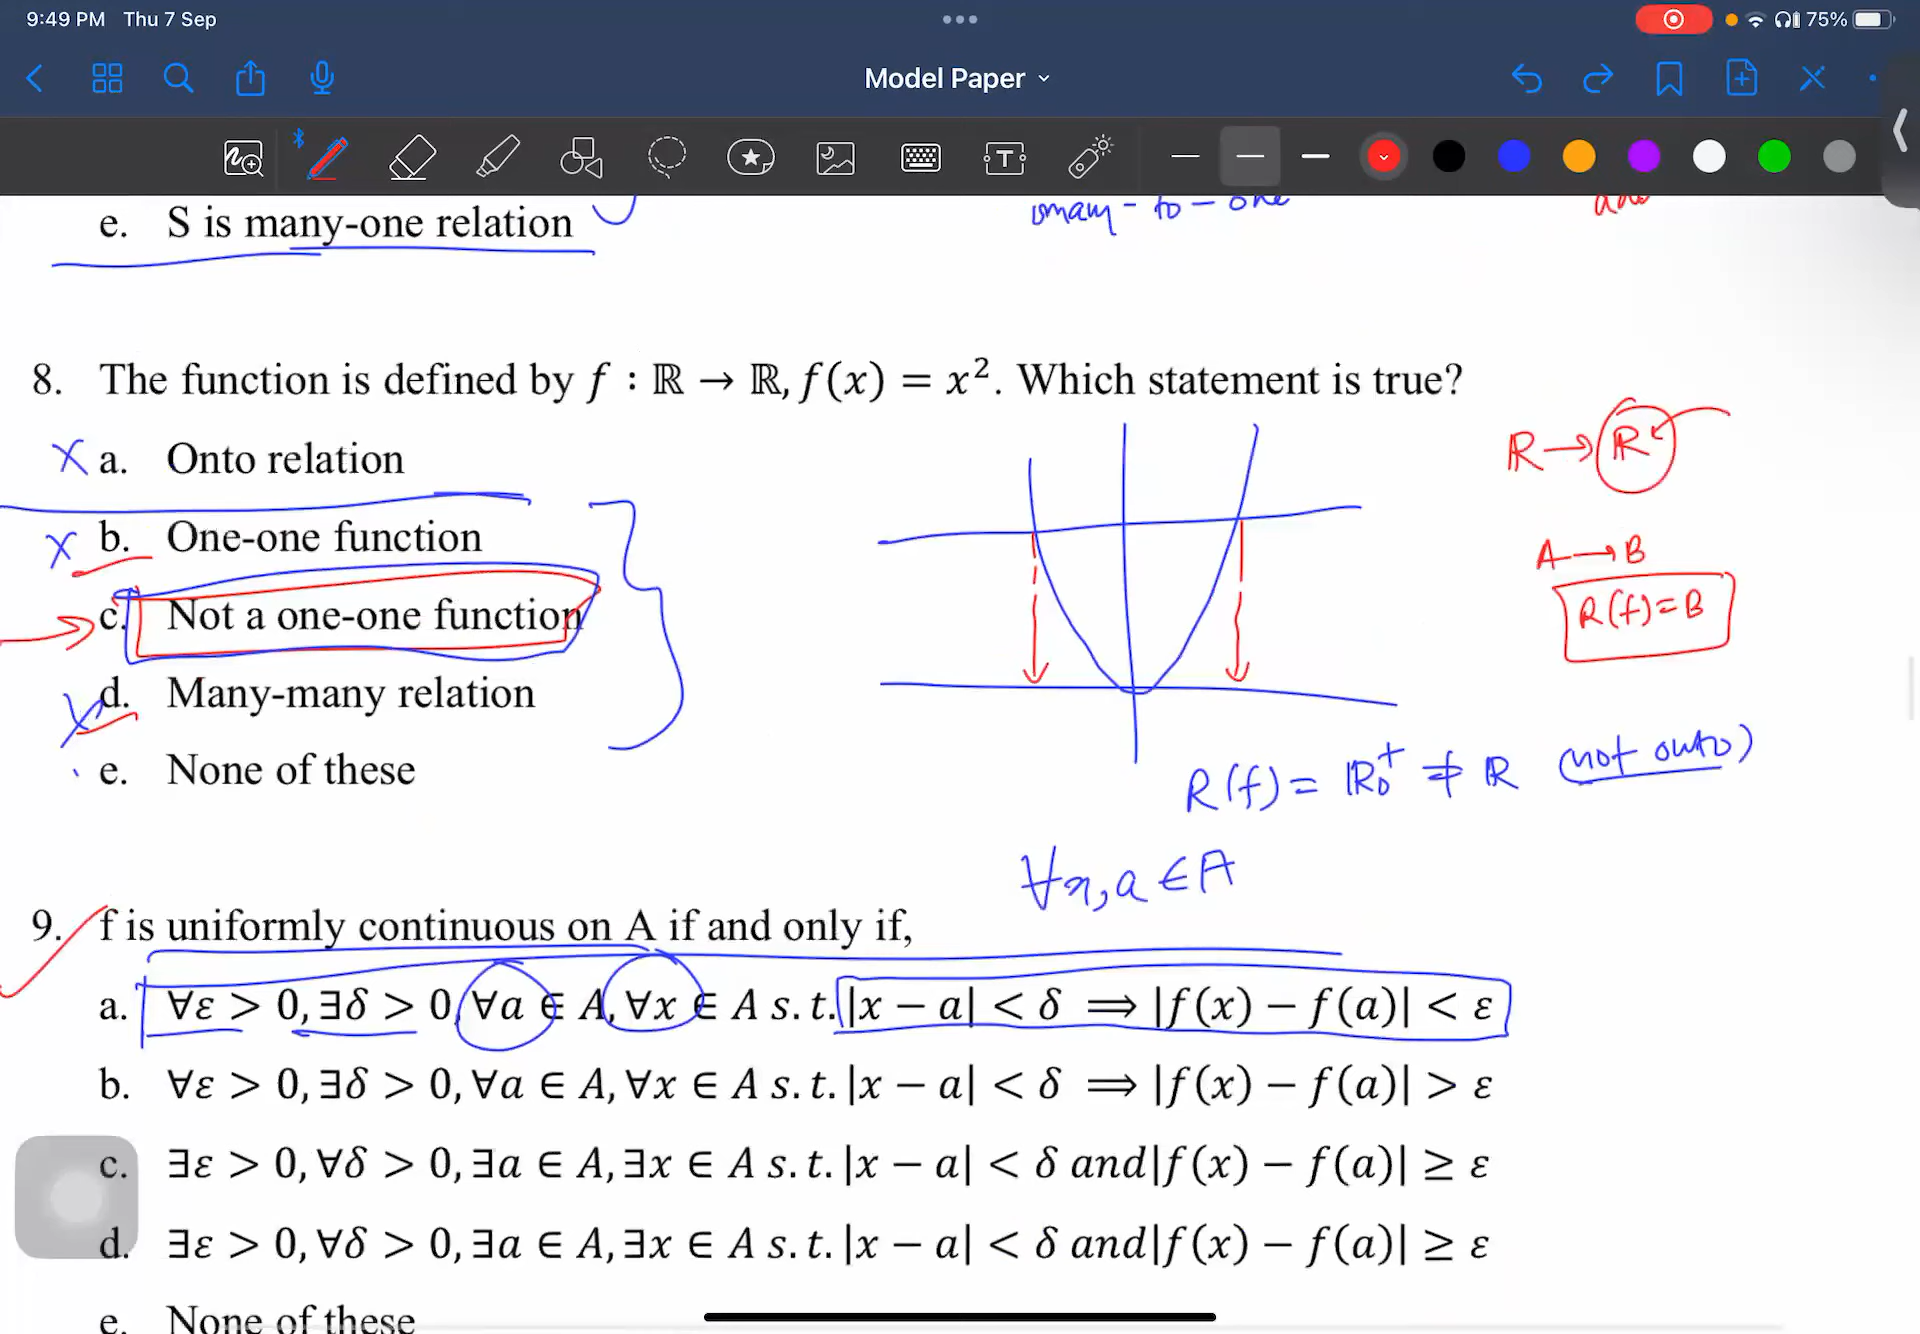 9:49 PM Thu 7 Sep
75%
Model Paper
T
e. S is many-one relation
many-to-one
8. The function is defined by f : ℝ → ℝ, f(x) = x². Which statement is true?
ℝ → ℝ
X a. Onto relation
X b. One-one function
A → B
c. Not a one-one function
R(f) = B
X d. Many-many relation
e. None of these
R(f) = ℝ₀⁺ ≠ ℝ (not onto)
∀x, a ∈ A
9. f is uniformly continuous on A if and only if,
a. ∀ε > 0, ∃δ > 0, ∀a ∈ A, ∀x ∈ A s.t. |x − a| < δ ⟹ |f(x) − f(a)| < ε
b. ∀ε > 0, ∃δ > 0, ∀a ∈ A, ∀x ∈ A s.t. |x − a| < δ ⟹ |f(x) − f(a)| > ε
c. ∃ε > 0, ∀δ > 0, ∃a ∈ A, ∃x ∈ A s.t. |x − a| < δ and|f(x) − f(a)| ≥ ε
d. ∃ε > 0, ∀δ > 0, ∃a ∈ A, ∃x ∈ A s.t. |x − a| < δ and|f(x) − f(a)| ≥ ε
e. None of these